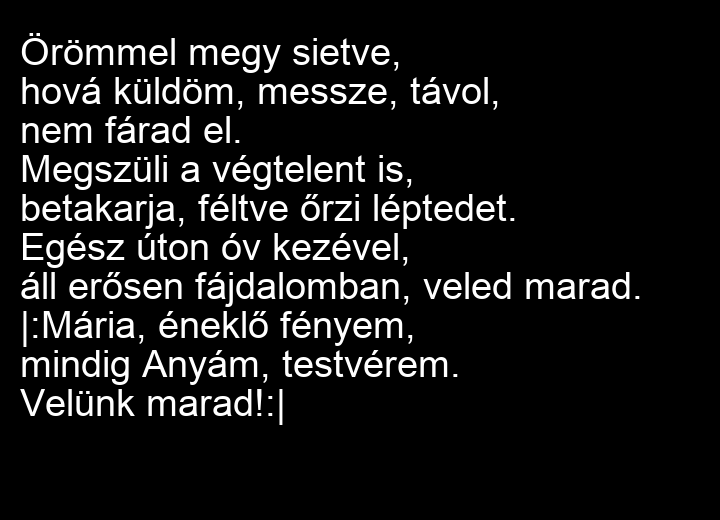 Örömmel megy sietve,
hová küldöm, messze, távol,
nem fárad el.
Megszüli a végtelent is,
betakarja, féltve őrzi léptedet.
Egész úton óv kezével,
áll erősen fájdalomban, veled marad.
|:Mária, éneklő fényem,
mindig Anyám, testvérem.
Velünk marad!:|